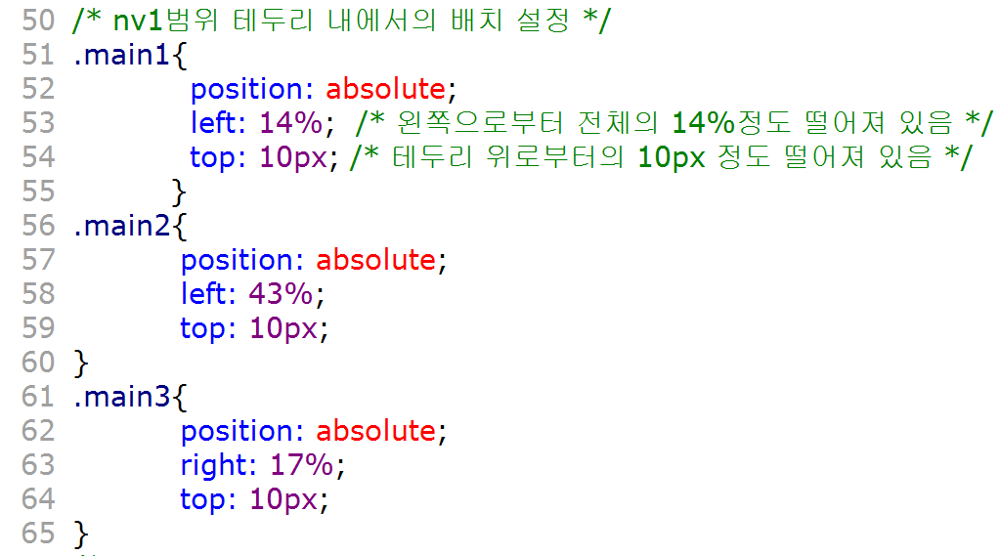 50 /* nv1범위 테두리 내에서의 배치 설정 */
51 .main1{
52 position: absolute;
53 left: 14%; /* 왼쪽으로부터 전체의 14%정도 떨어져 있음 */
54 top: 10px; /* 테두리 위로부터의 10px 정도 떨어져 있음 */
55 }
56 .main2{
57 position: absolute;
58 left: 43%;
59 top: 10px;
60 }
61 .main3{
62 position: absolute;
63 right: 17%;
64 top: 10px;
65 }